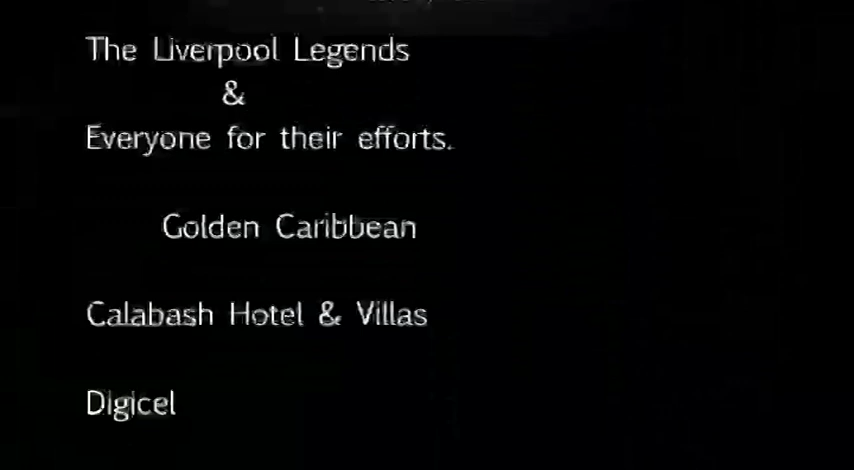 The Liverpool Legends
&
Everyone for their efforts.
Golden Caribbean
Calabash Hotel & Villas
Digicel